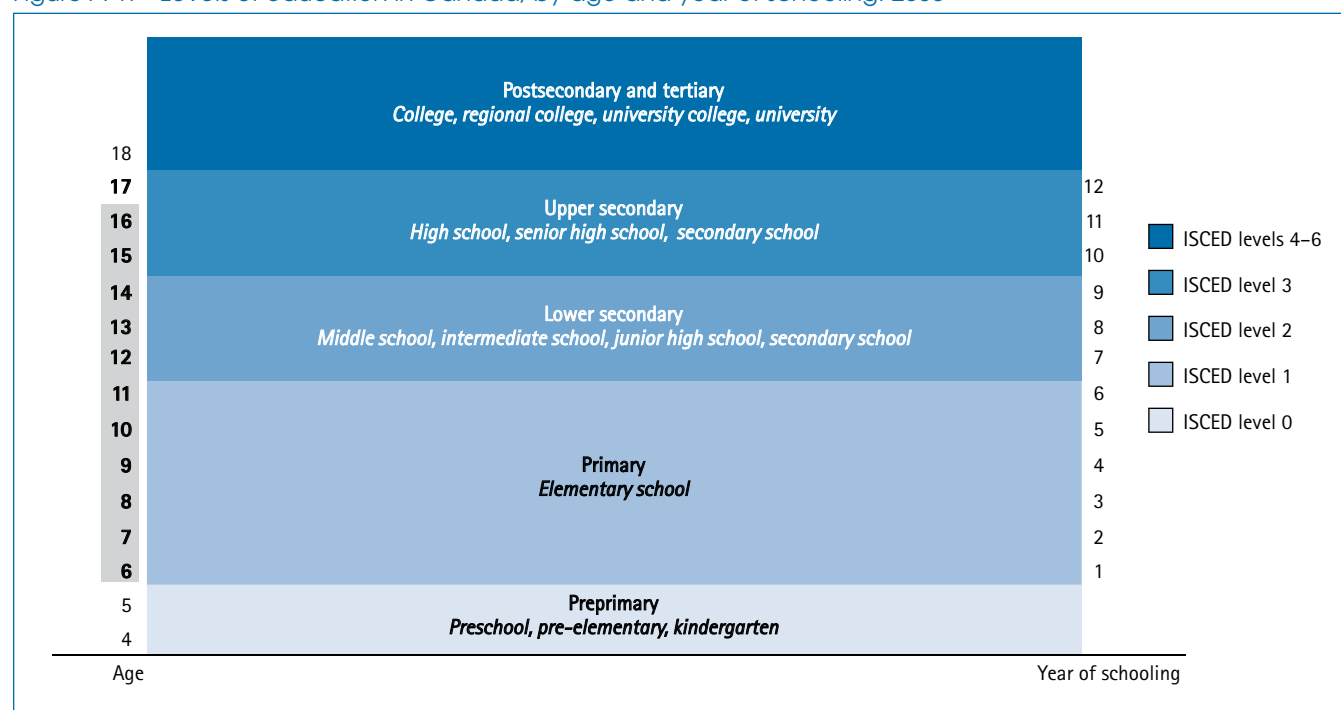 Postsecondary and tertiary
College, regional college, university college, university
18
17 12
Upper secondary
16 11
High school, senior high school, secondary school
15 10
14 9
Lower secondary
13 8
Middle school, intermediate school, junior high school, secondary school
12 7
11 6
10 5
9 4
Primary
Elementary school
8 3
7 2
6 1
5
Preprimary
Preschool, pre-elementary, kindergarten
4
Age Year of schooling
ISCED levels 4–6
ISCED level 3
ISCED level 2
ISCED level 1
ISCED level 0